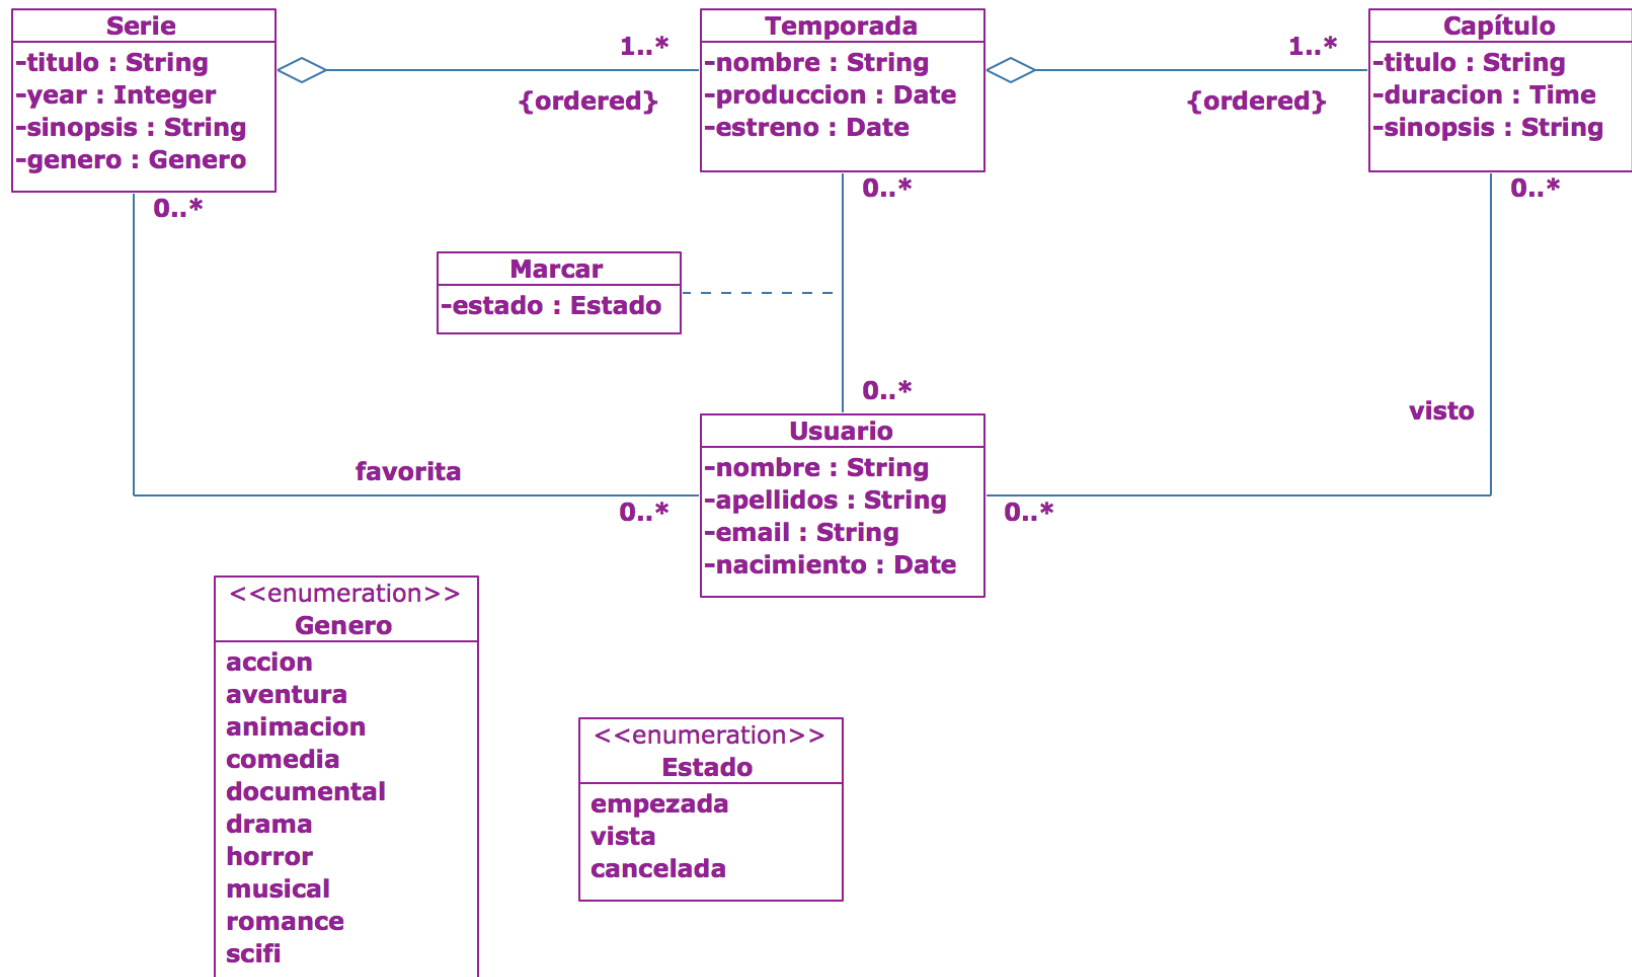 Serie
-titulo : String
-year : Integer
-sinopsis : String
-genero : Genero
1..*
{ordered}
Temporada
-nombre : String
-produccion : Date
-estreno : Date
1..*
{ordered}
Capítulo
-titulo : String
-duracion : Time
-sinopsis : String
0..*
0..*
0..*
Marcar
-estado : Estado
0..*
visto
favorita
0..*
Usuario
-nombre : String
-apellidos : String
-email : String
-nacimiento : Date
0..*
<<enumeration>>
Genero
accion
aventura
animacion
comedia
documental
drama
horror
musical
romance
scifi
<<enumeration>>
Estado
empezada
vista
cancelada